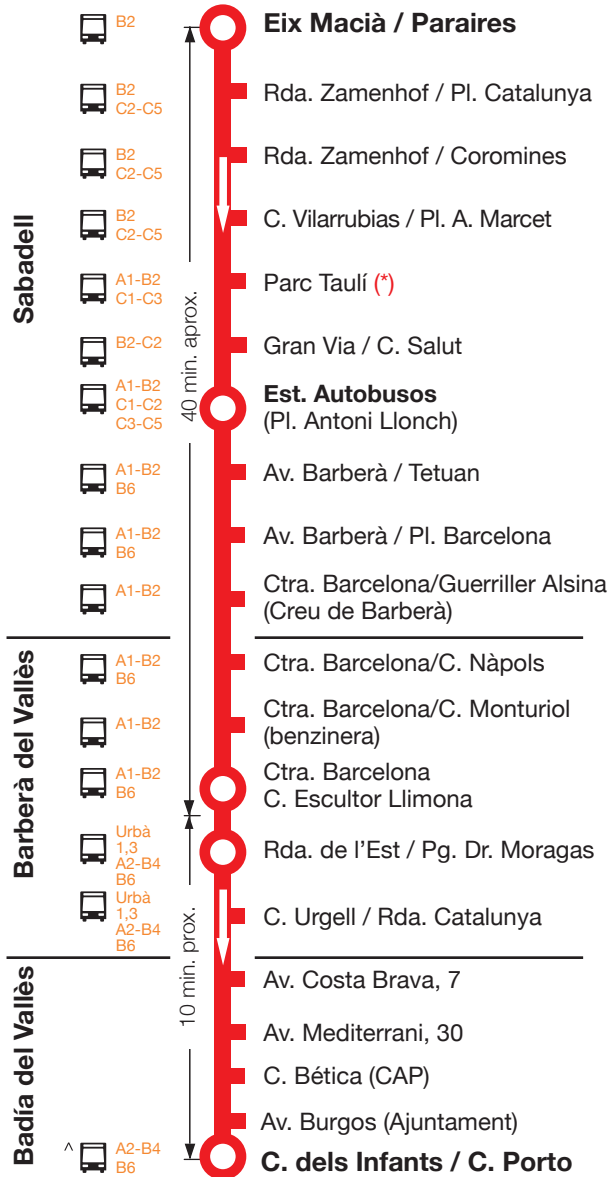 B2
Eix Macià / Paraires
B2
C2-C5
Rda. Zamenhof / Pl. Catalunya
B2
C2-C5
Rda. Zamenhof / Coromines
B2
C2-C5
C. Vilarrubias / Pl. A. Marcet
Sabadell
A1-B2
C1-C3
Parc Taulí (*)
40 min. aprox.
B2-C2
Gran Via / C. Salut
A1-B2
C1-C2
C3-C5
Est. Autobusos
(Pl. Antoni Llonch)
A1-B2
B6
Av. Barberà / Tetuan
A1-B2
B6
Av. Barberà / Pl. Barcelona
A1-B2
Ctra. Barcelona/Guerriller Alsina
(Creu de Barberà)
Barberà del Vallès
A1-B2
B6
Ctra. Barcelona/C. Nàpols
A1-B2
Ctra. Barcelona/C. Monturiol
(benzinera)
A1-B2
B6
Ctra. Barcelona
C. Escultor Llimona
Urbà
1,3
A2-B4
B6
Rda. de l'Est / Pg. Dr. Moragas
Urbà
1,3
A2-B4
B6
C. Urgell / Rda. Catalunya
10 min. prox.
Badía del Vallès
Av. Costa Brava, 7
Av. Mediterrani, 30
C. Bética (CAP)
Av. Burgos (Ajuntament)
^
A2-B4
B6
C. dels Infants / C. Porto